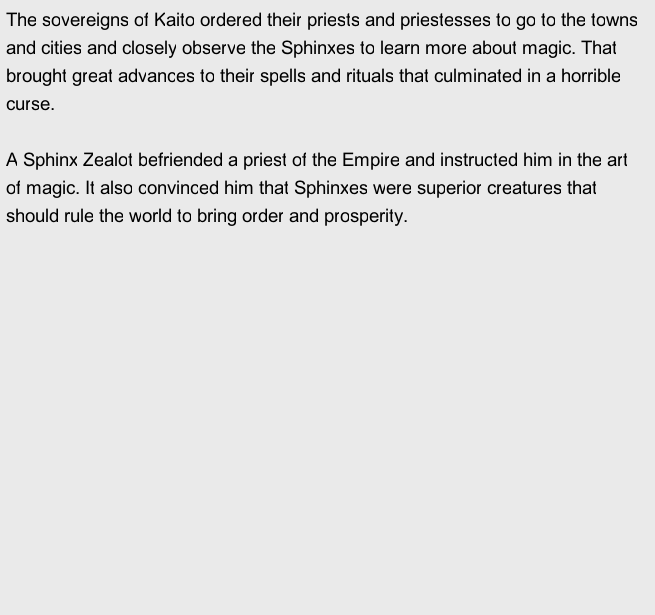 The sovereigns of Kaito ordered their priests and priestesses to go to the towns
and cities and closely observe the Sphinxes to learn more about magic. That
brought great advances to their spells and rituals that culminated in a horrible
curse.
A Sphinx Zealot befriended a priest of the Empire and instructed him in the art
of magic. It also convinced him that Sphinxes were superior creatures that
should rule the world to bring order and prosperity.